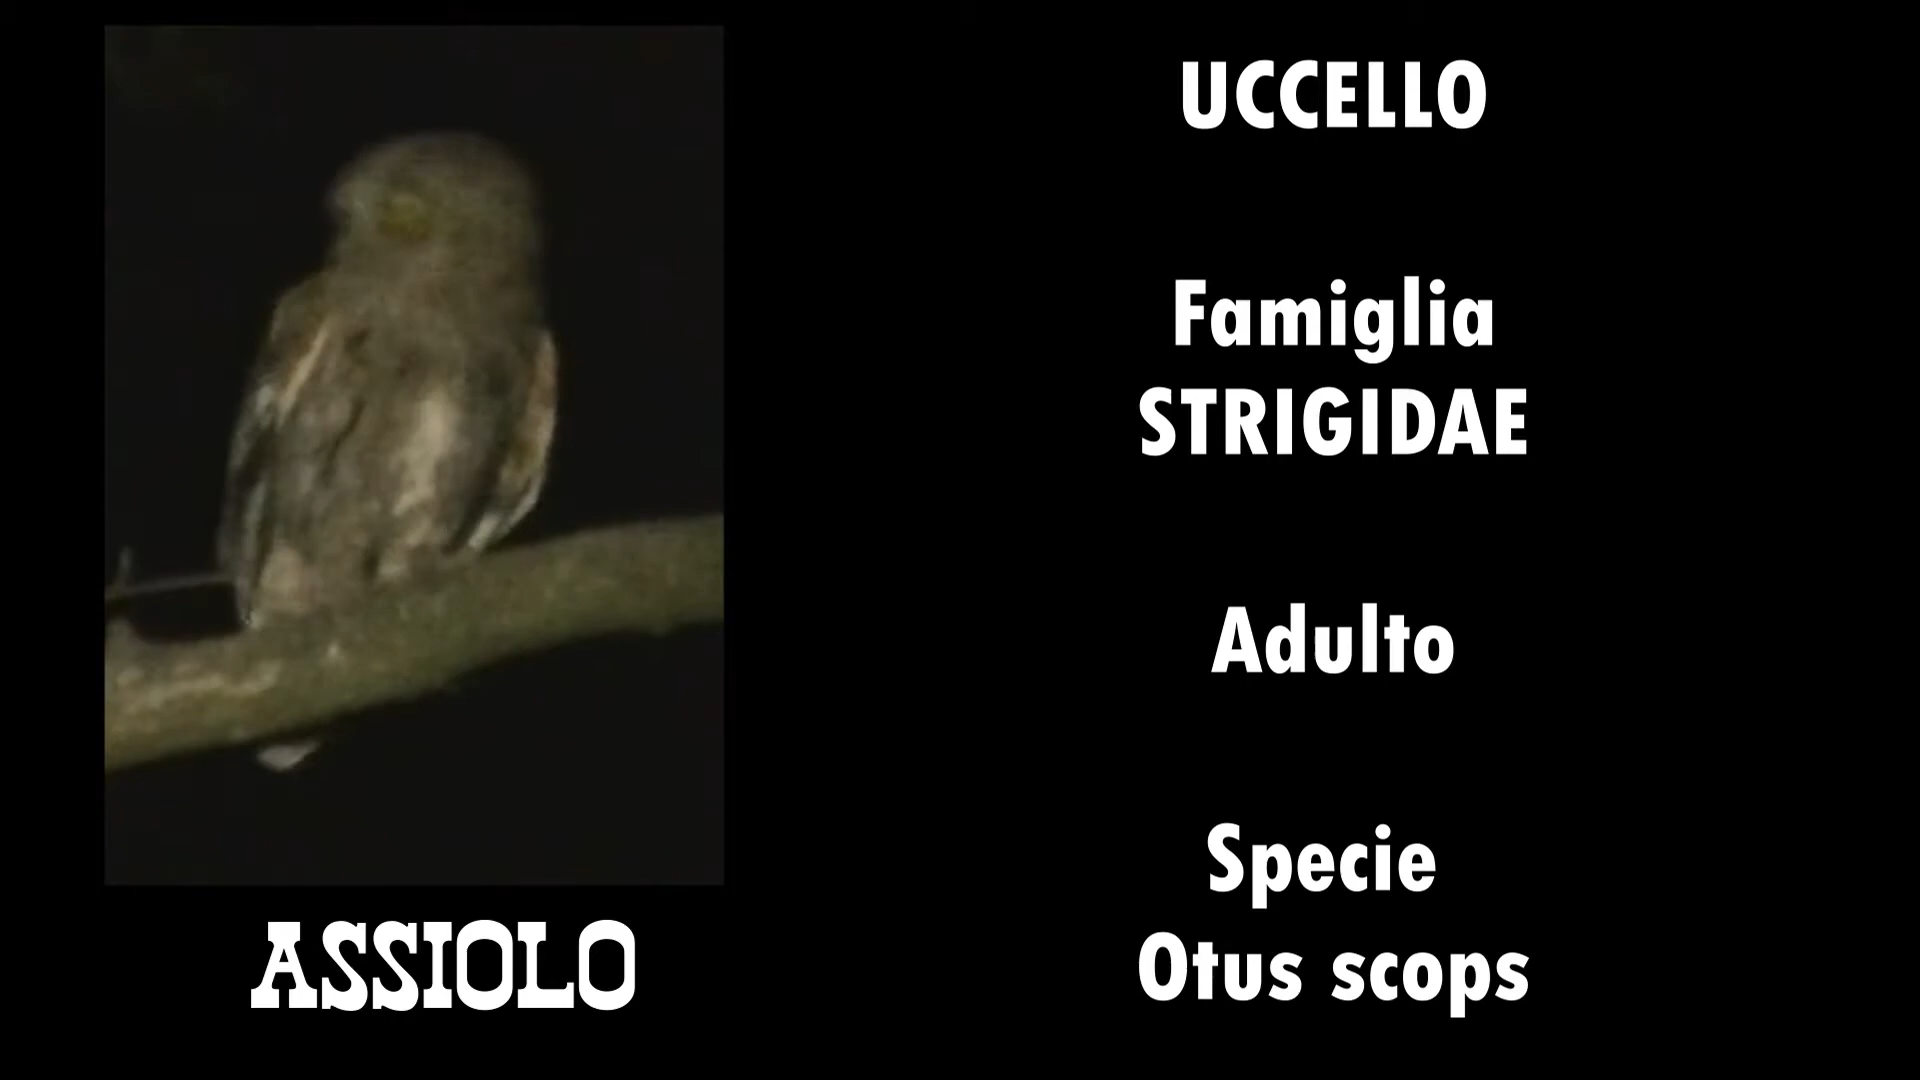 UCCELLO
Famiglia
STRIGIDAE
Adulto
Specie
Otus scops
ASSIOLO